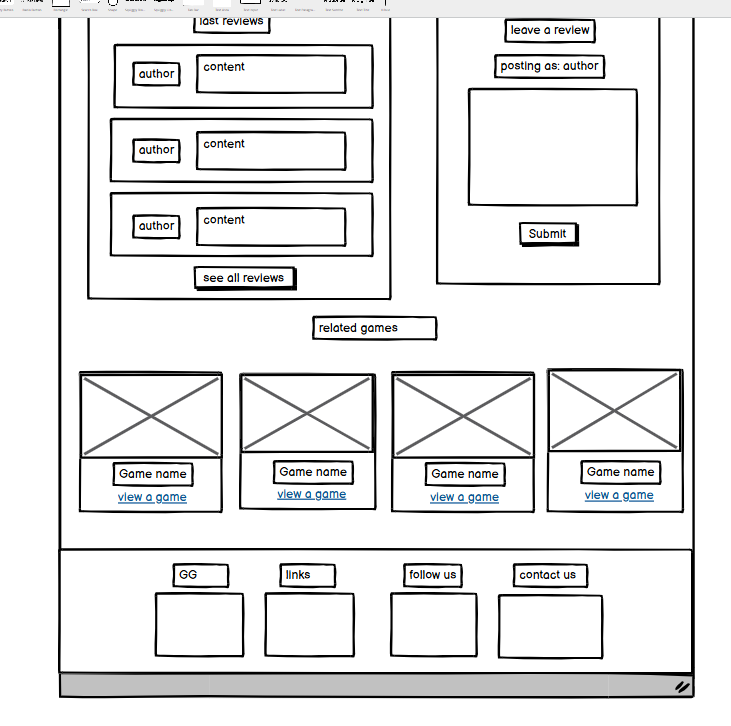 last reviews
leave a review
posting as: author
author
content
author
content
author
content
Submit
see all reviews
related games
Game name
view a game
Game name
view a game
Game name
view a game
Game name
view a game
GG
links
follow us
contact us